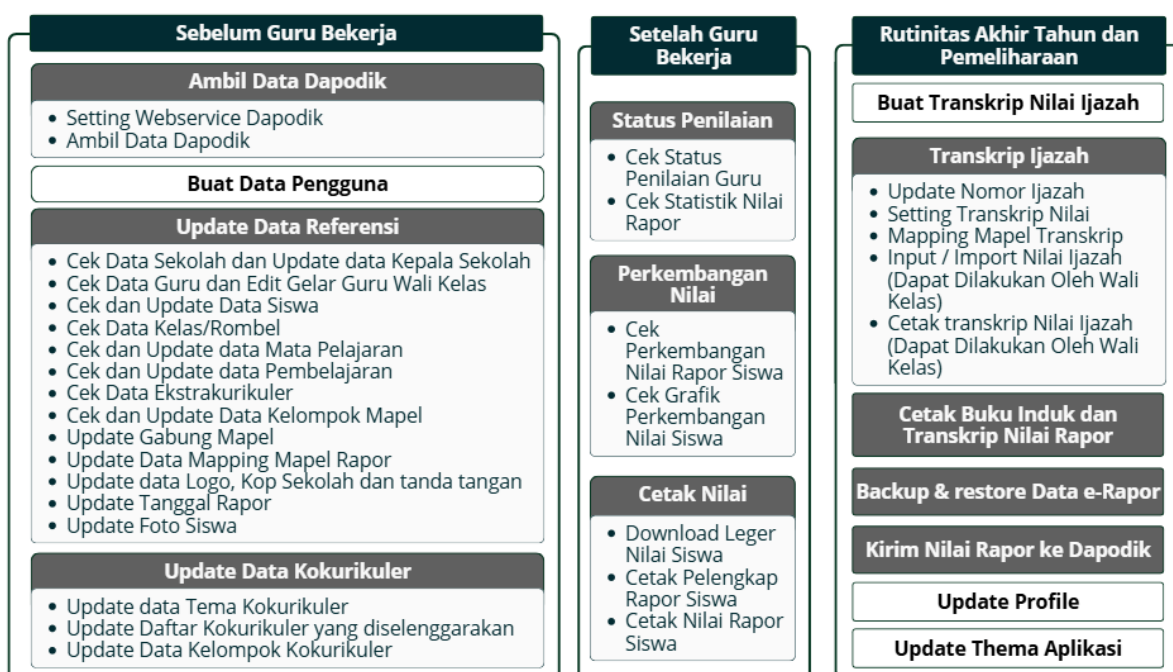 Sebelum Guru Bekerja
Ambil Data Dapodik
• Setting Webservice Dapodik
• Ambil Data Dapodik
Buat Data Pengguna
Update Data Referensi
• Cek Data Sekolah dan Update data Kepala Sekolah
• Cek Data Guru dan Edit Gelar Guru Wali Kelas
• Cek dan Update Data Siswa
• Cek Data Kelas/Rombel
• Cek dan Update data Mata Pelajaran
• Cek dan Update data Pembelajaran
• Cek Data Ekstrakurikuler
• Cek dan Update Data Kelompok Mapel
• Update Gabung Mapel
• Update Data Mapping Mapel Rapor
• Update data Logo, Kop Sekolah dan tanda tangan
• Update Tanggal Rapor
• Update Foto Siswa
Update Data Kokurikuler
• Update data Tema Kokurikuler
• Update Daftar Kokurikuler yang diselenggarakan
• Update Data Kelompok Kokurikuler
Setelah Guru
Bekerja
Status Penilaian
• Cek Status
Penilaian Guru
• Cek Statistik Nilai
Rapor
Perkembangan
Nilai
• Cek
Perkembangan
Nilai Rapor Siswa
• Cek Grafik
Perkembangan
Nilai Siswa
Cetak Nilai
• Download Leger
Nilai Siswa
• Cetak Pelengkap
Rapor Siswa
• Cetak Nilai Rapor
Siswa
Rutinitas Akhir Tahun dan
Pemeliharaan
Buat Transkrip Nilai Ijazah
Transkrip Ijazah
• Update Nomor Ijazah
• Setting Transkrip Nilai
• Mapping Mapel Transkrip
• Input / Import Nilai Ijazah
(Dapat Dilakukan Oleh Wali
Kelas)
• Cetak transkrip Nilai Ijazah
(Dapat Dilakukan Oleh Wali
Kelas)
Cetak Buku Induk dan
Transkrip Nilai Rapor
Backup & restore Data e-Rapor
Kirim Nilai Rapor ke Dapodik
Update Profile
Update Thema Aplikasi